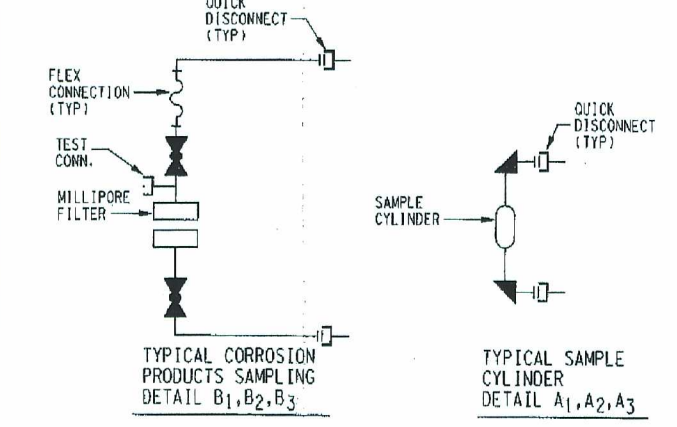 QUICK
DISCONNECT
(TYP)
FLEX
CONNECTION
(TYP)
TEST
CONN.
MILLIPORE
FILTER
TYPICAL CORROSION
PRODUCTS SAMPLING
DETAIL B1,B2,B3
QUICK
DISCONNECT
(TYP)
SAMPLE
CYLINDER
TYPICAL SAMPLE
CYLINDER
DETAIL A1,A2,A3